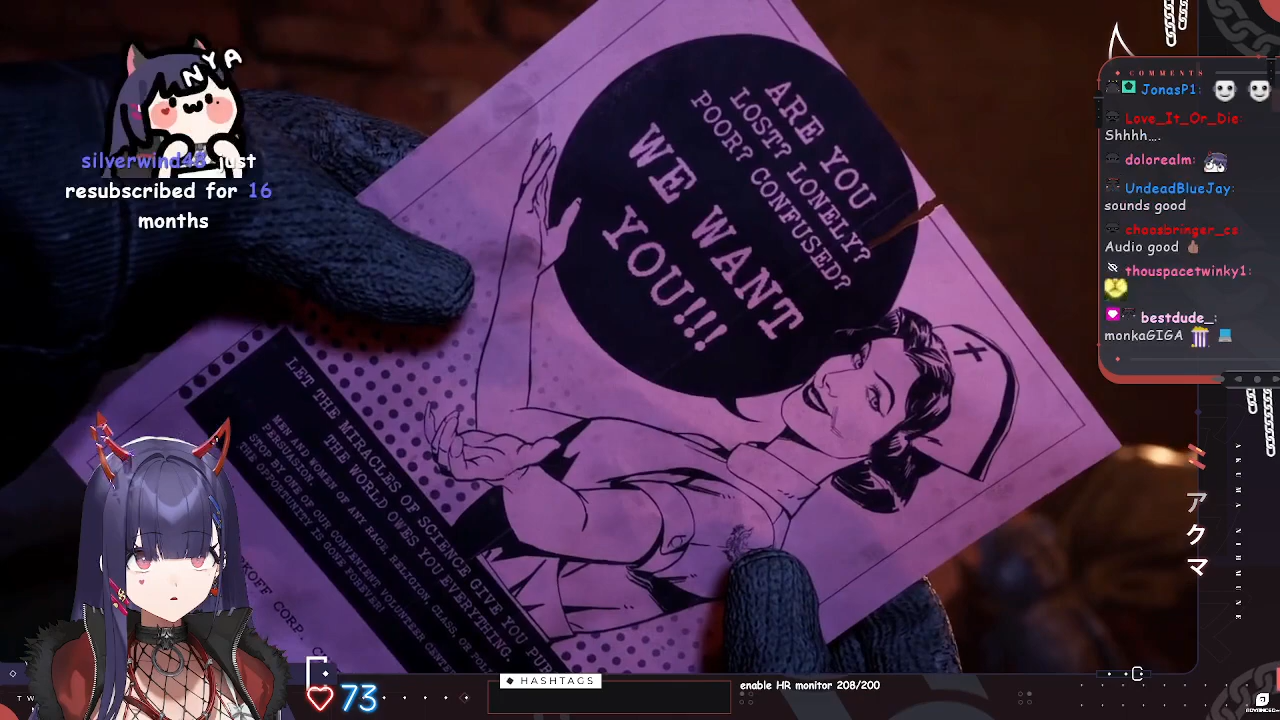 NYA
silverwind48 just
resubscribed for 16
months
ARE YOU
LOST? LONELY?
POOR? CONFUSED?
WE WANT
YOU!!!
LET THE MIRACLES OF SCIENCE GIVE YOU PUR
THE WORLD OWES YOU EVERYTHING.
MEN AND WOMEN OF ANY RACE, RELIGION, CLASS, OR
STOP BY ONE OF OUR CONVENIENT VOLUNTEER CENT
THE OPPORTUNITY IS GONE FOREVER!
KOFF CORP.
COMMENTS
JonasP1:
Love_It_Or_Die:
Shhhh….
dolorealm:
UndeadBlueJay:
sounds good
chaosbringer_cs
Audio good
thouspacetwinky1:
bestdude_:
monkaGIGA
アクマ
73
HASHTAGS
enable HR monitor 208/200
TW